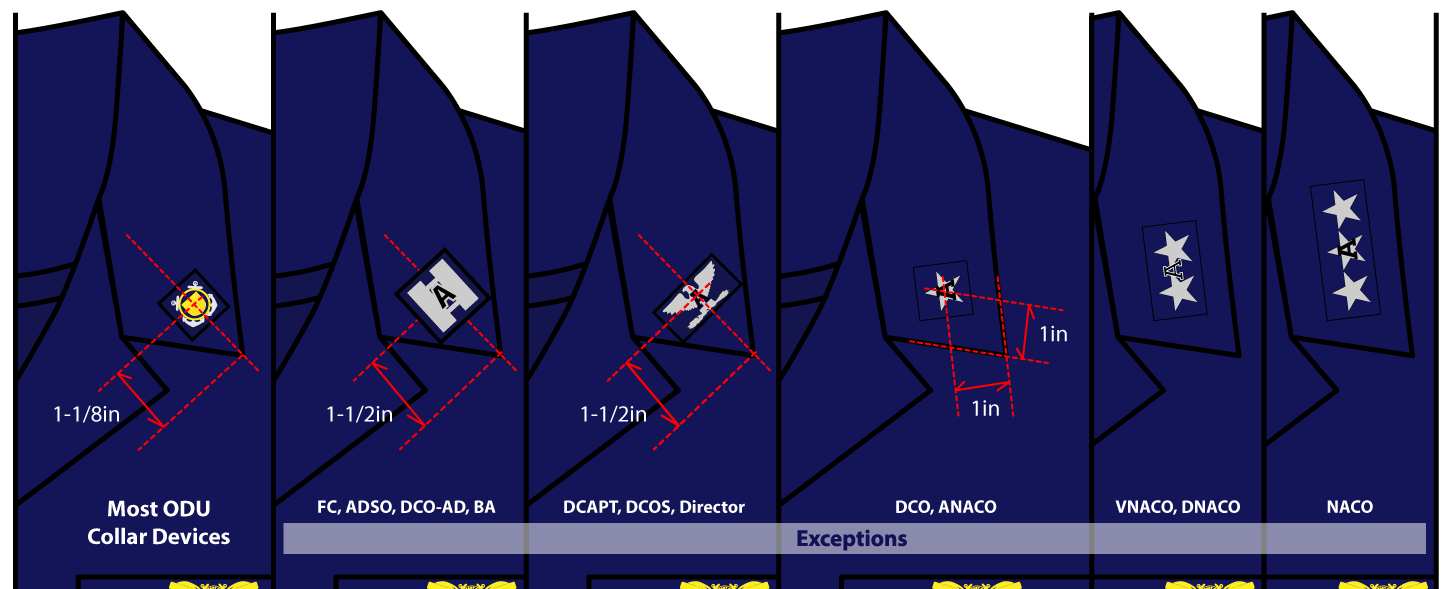 A
A
A
A
A
1in
1-1/8in
1-1/2in
1-1/2in
1in
Most ODU
Collar Devices
FC, ADSO, DCO-AD, BA
DCAPT, DCOS, Director
DCO, ANACO
VNACO, DNACO
NACO
Exceptions